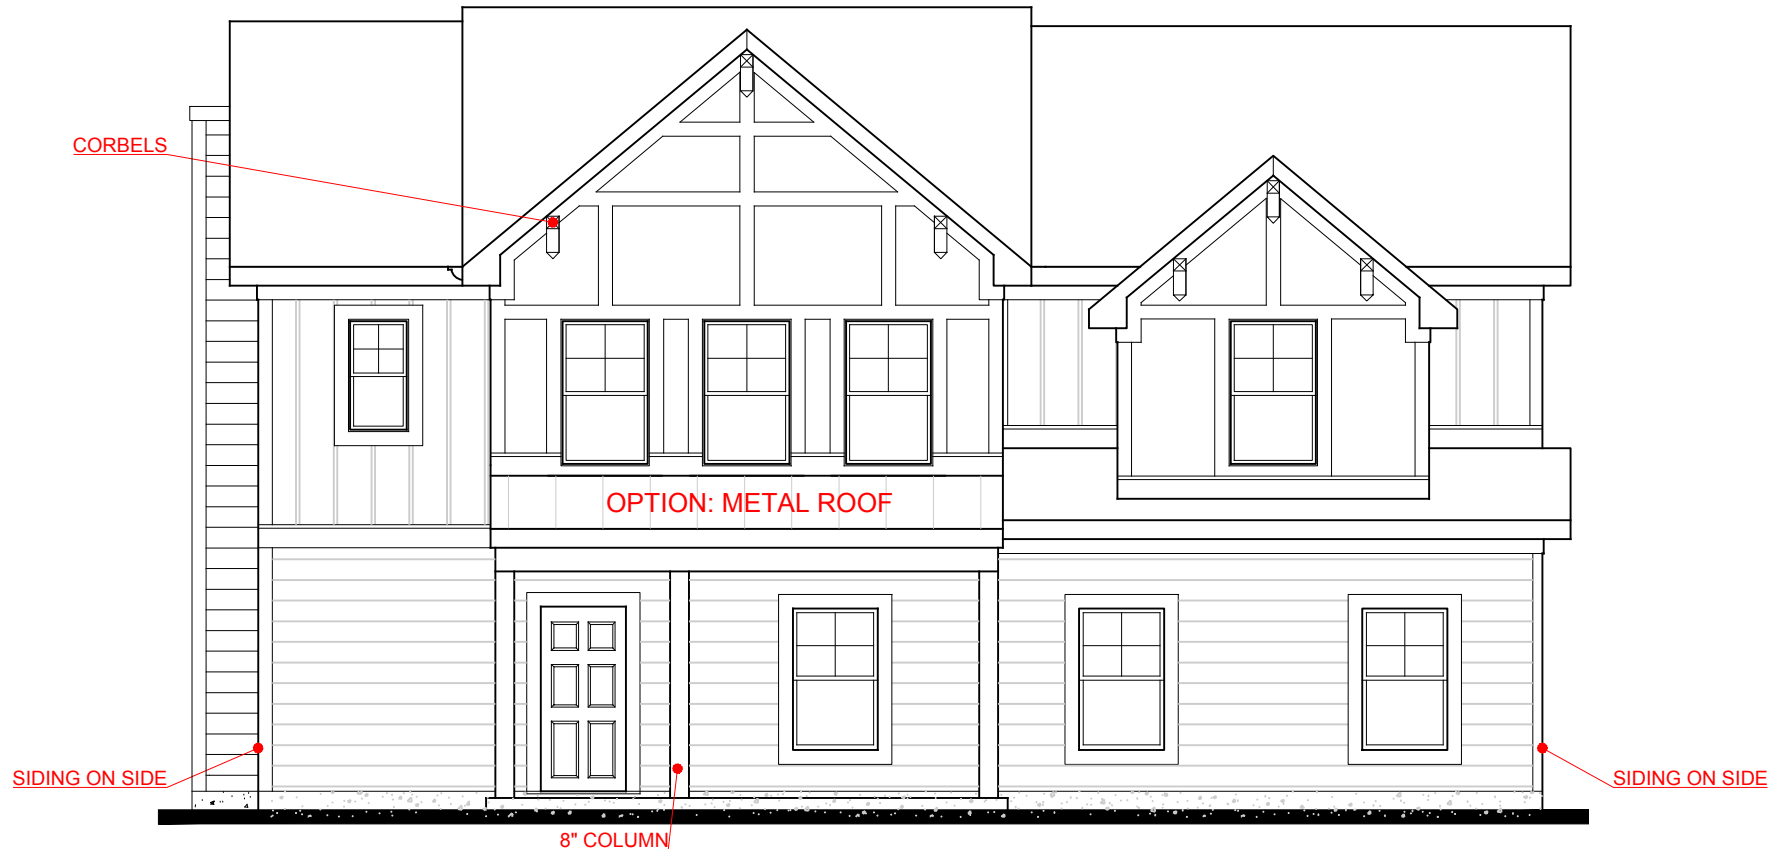 CORBELS
OPTION: METAL ROOF
SIDING ON SIDE
SIDING ON SIDE
8" COLUMN